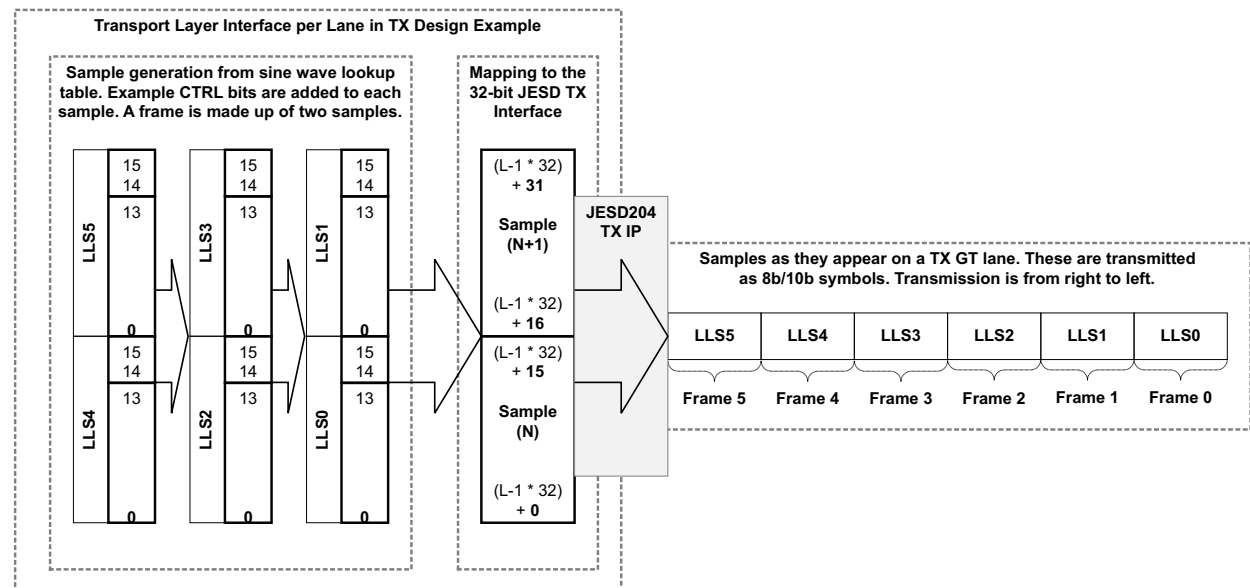 Transport Layer Interface per Lane in TX Design Example
Sample generation from sine wave lookup
table. Example CTRL bits are added to each
sample. A frame is made up of two samples.
Mapping to the
32-bit JESD TX
Interface
LLS5
15
14
13
0
LLS3
15
14
13
0
LLS1
15
14
13
0
LLS4
15
14
13
0
LLS2
15
14
13
0
LLS0
15
14
13
0
(L-1 * 32)
+ 31
Sample
(N+1)
(L-1 * 32)
+ 16
(L-1 * 32)
+ 15
Sample
(N)
(L-1 * 32)
+ 0
JESD204
TX IP
Samples as they appear on a TX GT lane. These are transmitted
as 8b/10b symbols. Transmission is from right to left.
LLS5 LLS4 LLS3 LLS2 LLS1 LLS0
Frame 5 Frame 4 Frame 3 Frame 2 Frame 1 Frame 0